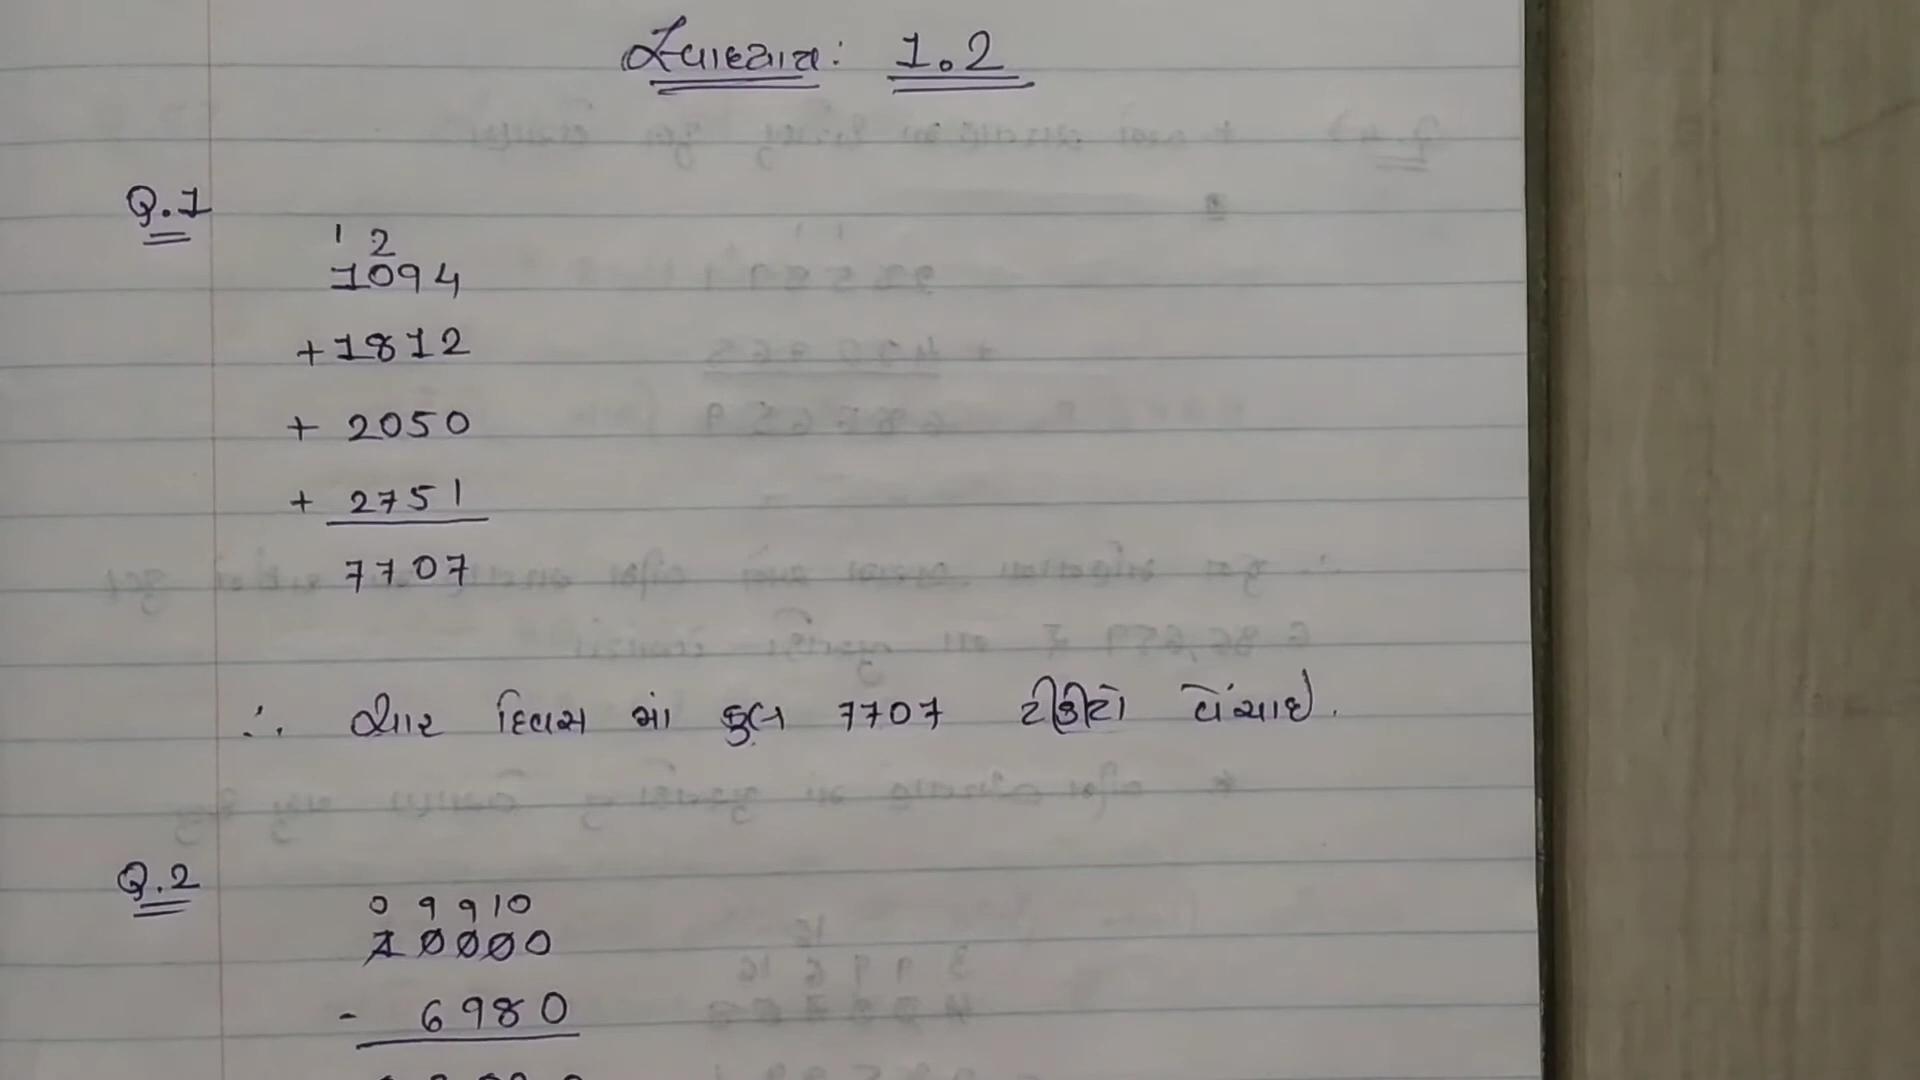 સ્વાધ્યાય: 1.2
Q.1
1 2
1094
+1812
+ 2050
+ 2751
7707
∴ ચાર દિવસ માં કુલ 7707 ટીકીટો વેંચાઇ.
Q.2
0 9 9 10
10000
- 6980